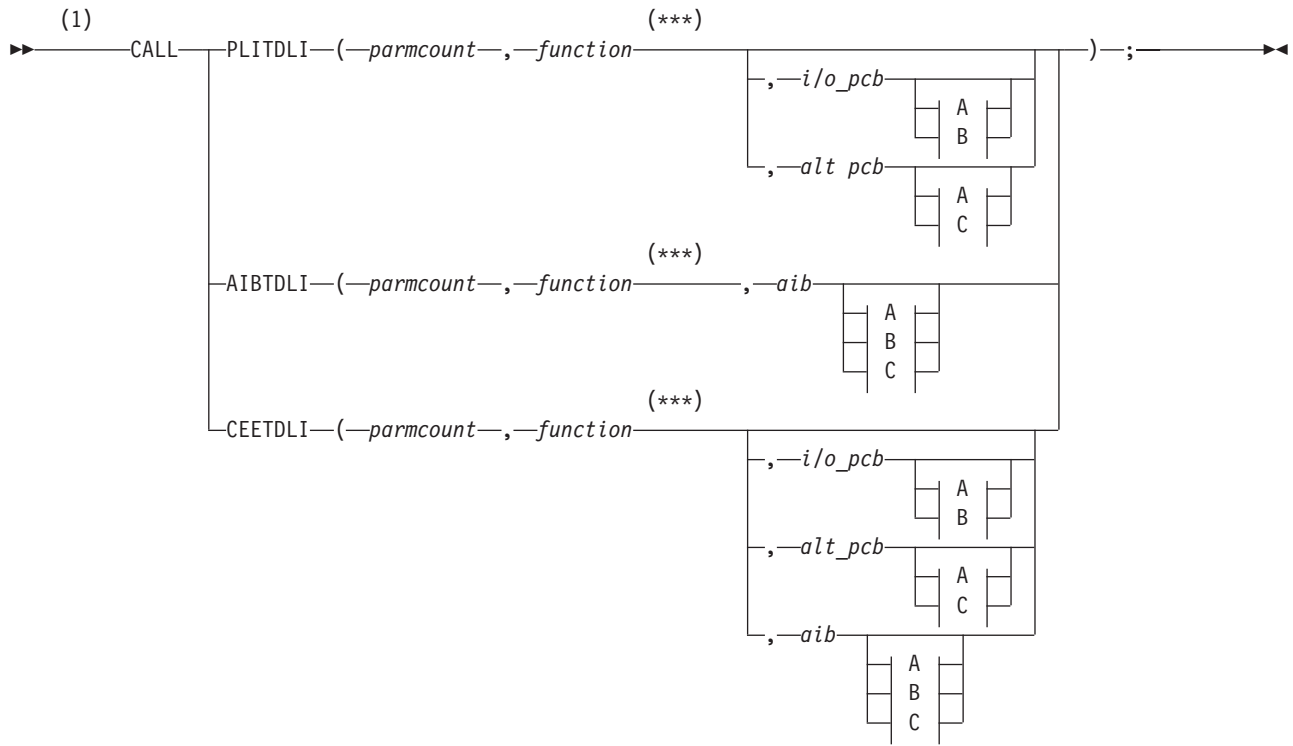 (1) (***)
CALL PLITDLI ( parmcount , function ) ;
, i/o_pcb
A
B
, alt pcb
A
C
(***)
AIBTDLI ( parmcount , function , aib
A
B
C
(***)
CEETDLI ( parmcount , function
, i/o_pcb
A
B
, alt_pcb
A
C
, aib
A
B
C